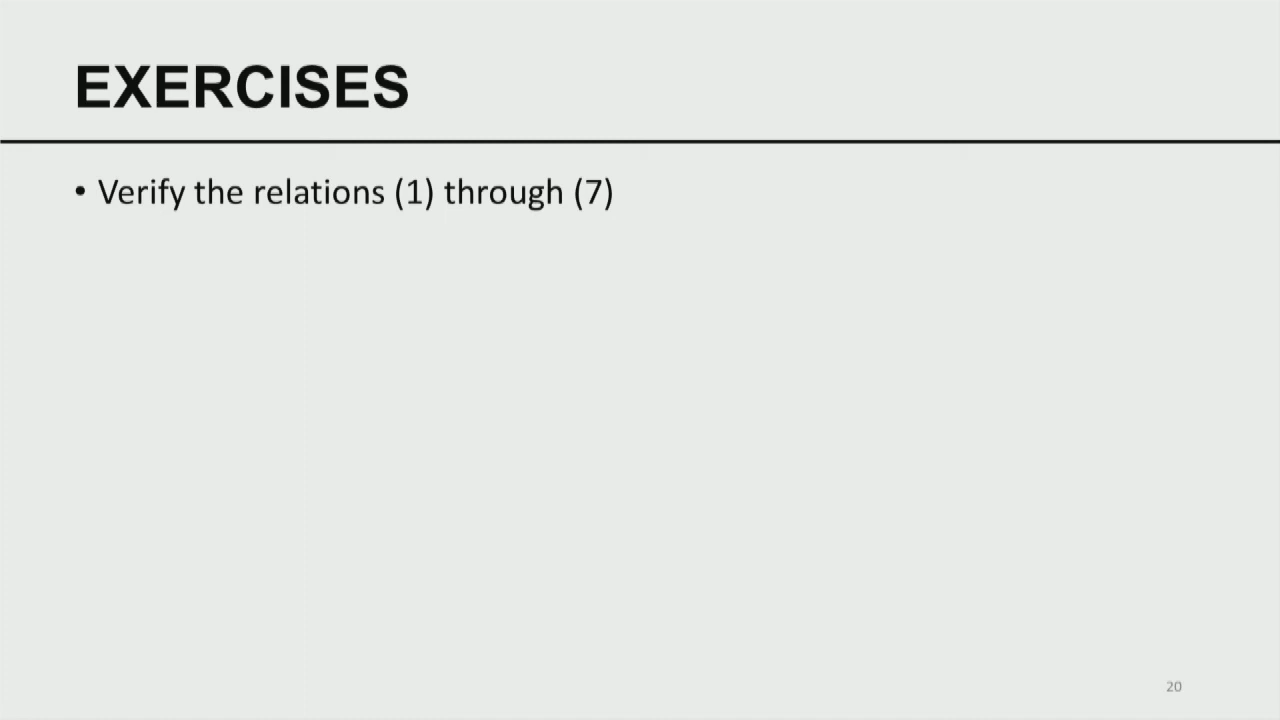 EXERCISES
• Verify the relations (1) through (7)
20